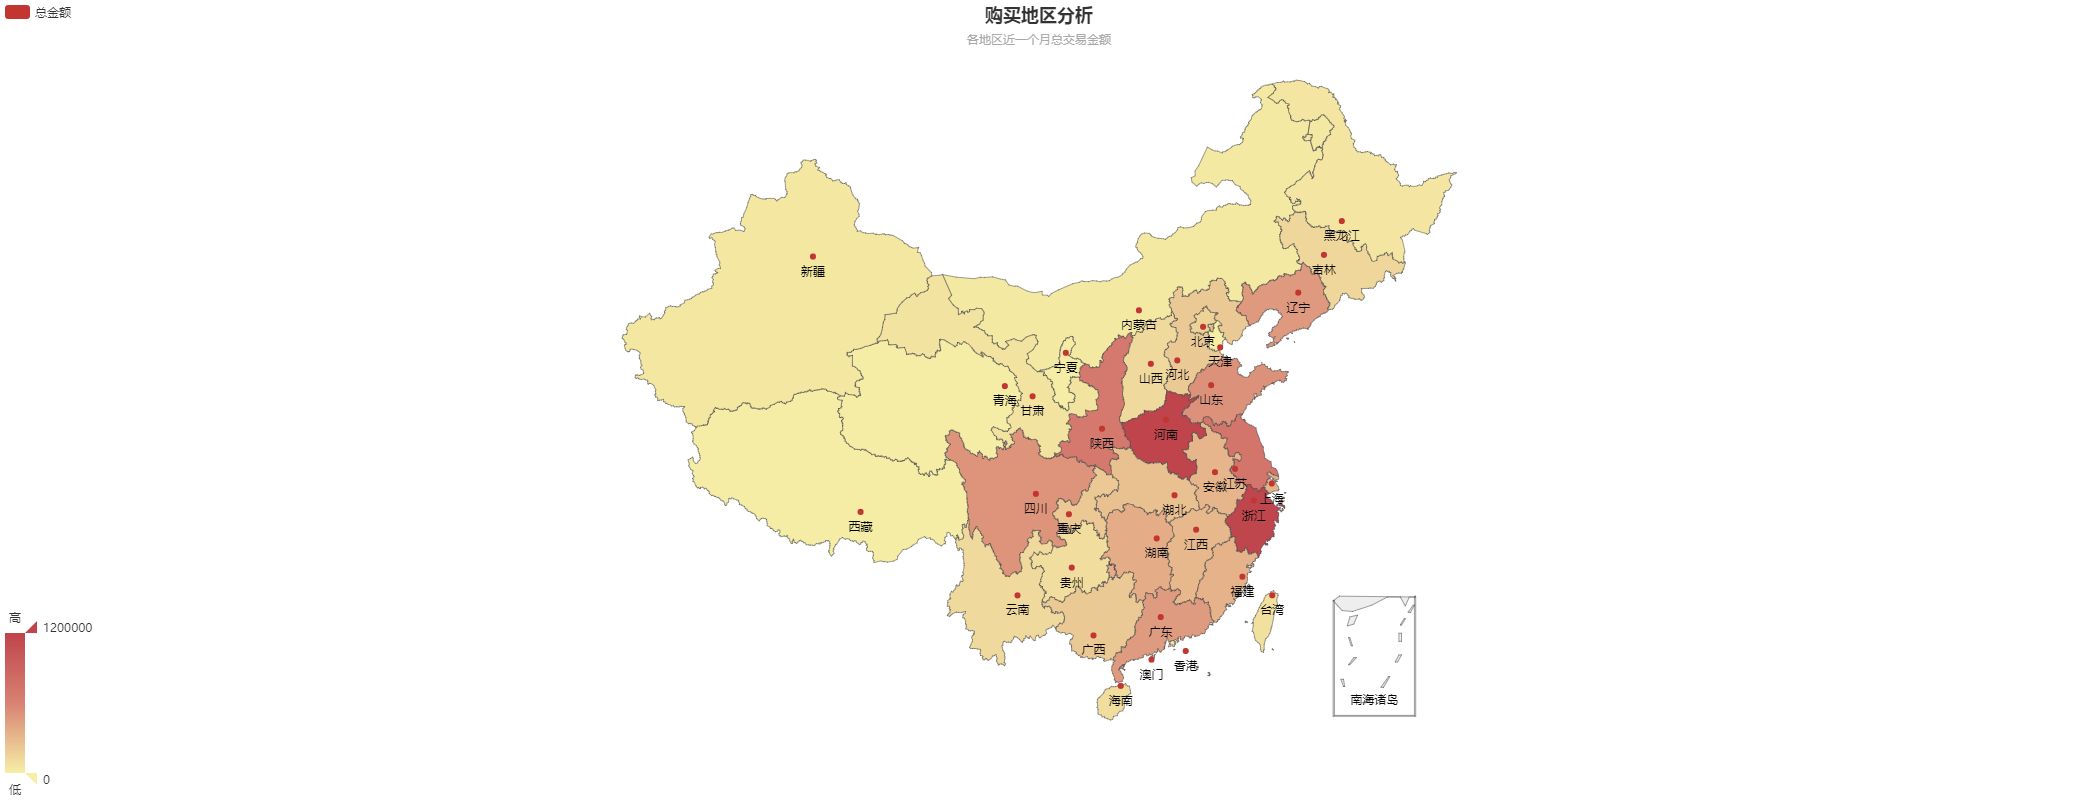 总金额
购买地区分析
各地区近一个月总交易金额
黑龙江
吉林
新疆
辽宁
内蒙古
北京
天津
宁夏
山西
河北
青海
甘肃
山东
河南
陕西
安徽
江苏
上海
四川
湖北
浙江
西藏
重庆
湖南
江西
贵州
福建
云南
台湾
广东
广西
香港
澳门
海南
南海诸岛
高
1200000
0
低